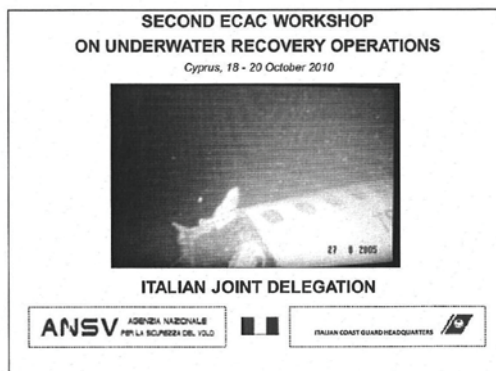 SECOND ECAC WORKSHOP
ON UNDERWATER RECOVERY OPERATIONS
Cyprus, 18 - 20 October 2010
27 8 2005
ITALIAN JOINT DELEGATION
ANSV AGENZIA NAZIONALE
PER LA SICUREZZA DEL VOLO
ITALIAN COAST GUARD HEADQUARTERS